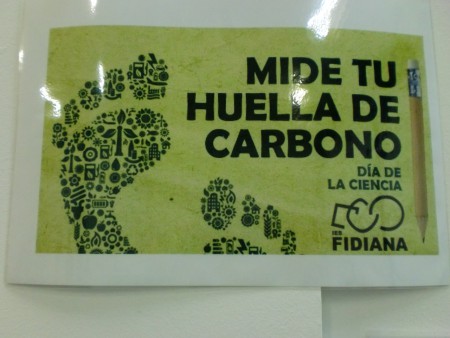 MIDE TU
HUELLA DE
CARBONO
DÍA DE
LA CIENCIA
IES
FIDIANA